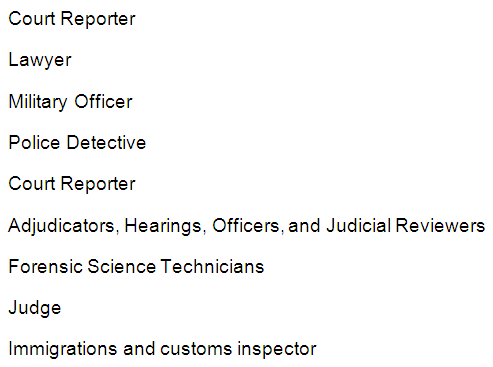 Court Reporter
Lawyer
Military Officer
Police Detective
Court Reporter
Adjudicators, Hearings, Officers, and Judicial Reviewers
Forensic Science Technicians
Judge
Immigrations and customs inspector